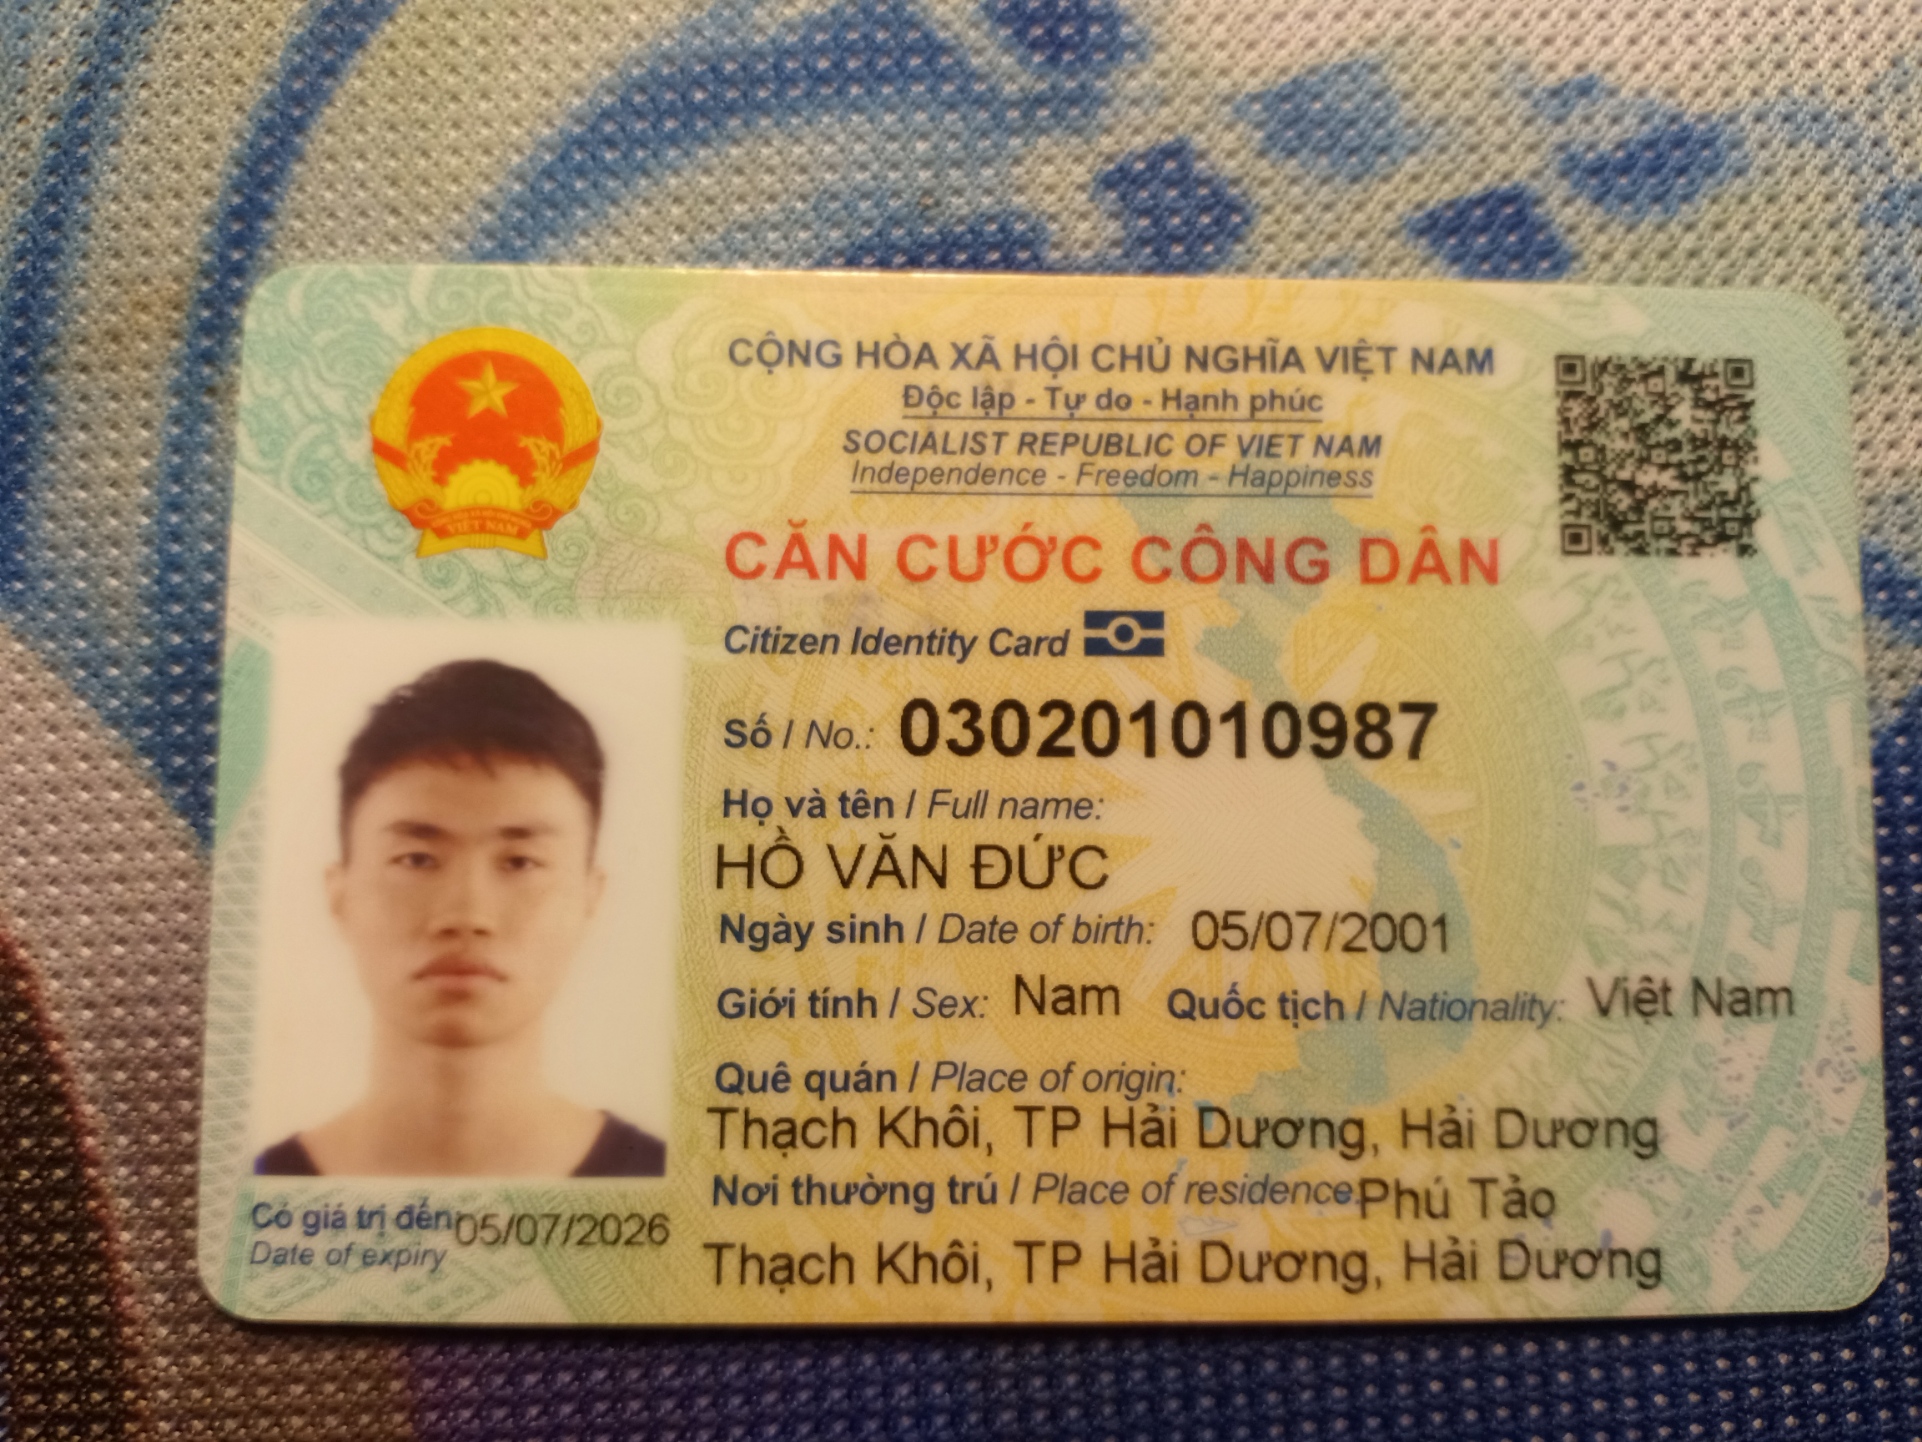 CỘNG HÒA XÃ HỘI CHỦ NGHĨA VIỆT NAM
Độc lập - Tự do - Hạnh phúc
SOCIALIST REPUBLIC OF VIET NAM
Independence - Freedom - Happiness
CĂN CƯỚC CÔNG DÂN
Citizen Identity Card
Số / No.: 030201010987
Họ và tên / Full name:
HỒ VĂN ĐỨC
Ngày sinh / Date of birth: 05/07/2001
Giới tính / Sex: Nam Quốc tịch / Nationality: Việt Nam
Quê quán / Place of origin:
Thạch Khôi, TP Hải Dương, Hải Dương
Nơi thường trú / Place of residence: Phú Tảo
Thạch Khôi, TP Hải Dương, Hải Dương
Có giá trị đến: 05/07/2026
Date of expiry
VIỆT NAM